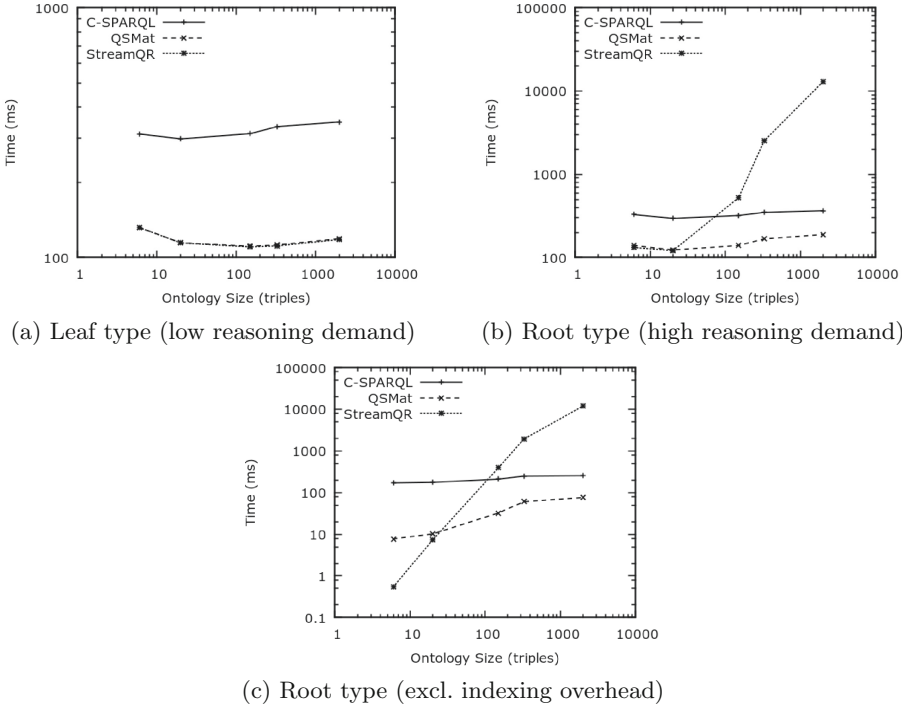 1000
100
1
10
100
1000
10000
Time (ms)
Ontology Size (triples)
C-SPARQL
QSMat
StreamQR
(a) Leaf type (low reasoning demand)
100000
10000
1000
100
1
10
100
1000
10000
Time (ms)
Ontology Size (triples)
C-SPARQL
QSMat
StreamQR
(b) Root type (high reasoning demand)
100000
10000
1000
100
10
1
0.1
1
10
100
1000
10000
Time (ms)
Ontology Size (triples)
C-SPARQL
QSMat
StreamQR
(c) Root type (excl. indexing overhead)